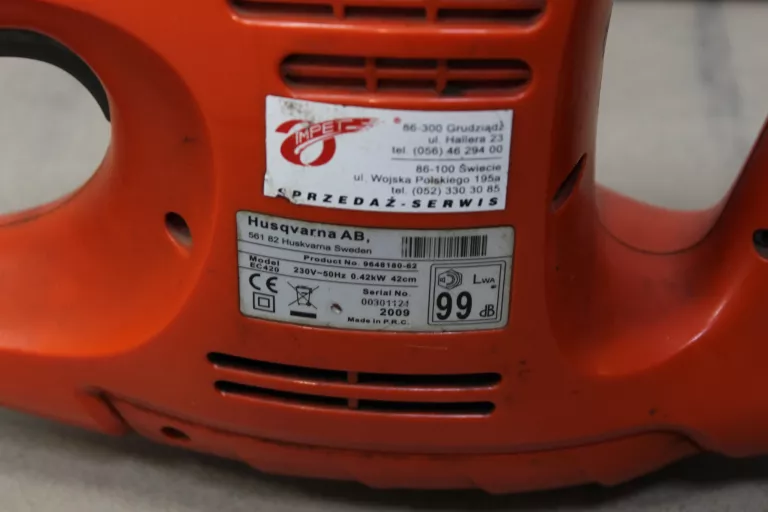 IMPET ®
86-300 Grudziądz
ul. Hallera 23
tel. (056) 46 294 00
86-100 Świecie
ul. Wojska Polskiego 195a
tel. (052) 330 30 85
SPRZEDAŻ - SERWIS
Husqvarna AB,
561 82 Huskvarna Sweden
Model
EC420
Product No. 9648180-62
230V~50Hz 0.42kW 42cm
CE
Serial No.
00301124
2009
Made in P.R.C.
LWA
99 dB